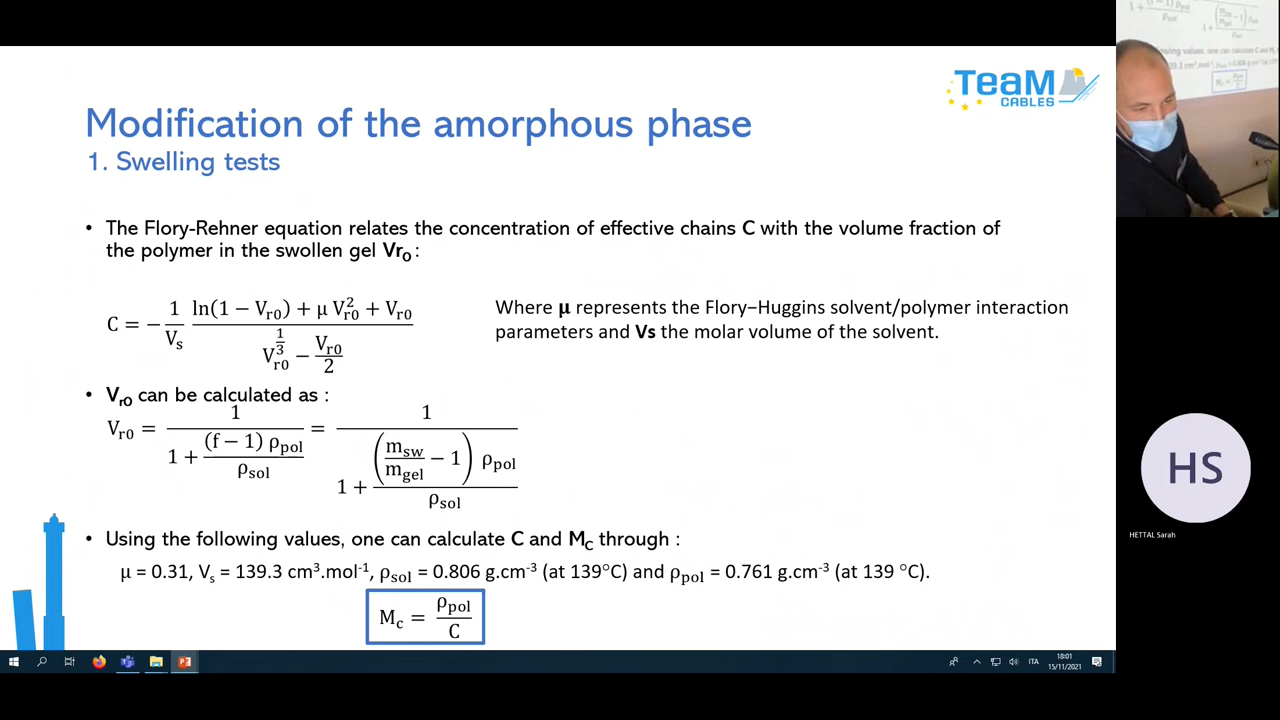 TeaM
CABLES
Modification of the amorphous phase
1. Swelling tests
• The Flory-Rehner equation relates the concentration of effective chains C with the volume fraction of
the polymer in the swollen gel Vr₀ :
C = − 1/Vₛ (ln(1 − Vᵣ₀) + μ Vᵣ₀² + Vᵣ₀) / (Vᵣ₀^(1/3) − Vᵣ₀/2)
Where μ represents the Flory−Huggins solvent/polymer interaction
parameters and Vs the molar volume of the solvent.
• Vᵣ₀ can be calculated as :
Vᵣ₀ = 1 / (1 + (f − 1) ρpol / ρsol) = 1 / (1 + (msw/mgel − 1) ρpol / ρsol)
• Using the following values, one can calculate C and MC through :
μ = 0.31, Vₛ = 139.3 cm³.mol⁻¹, ρsol = 0.806 g.cm⁻³ (at 139°C) and ρpol = 0.761 g.cm⁻³ (at 139 °C).
Mc = ρpol / C
HS
HETTAL Sarah
ITA
18:01
15/11/2021